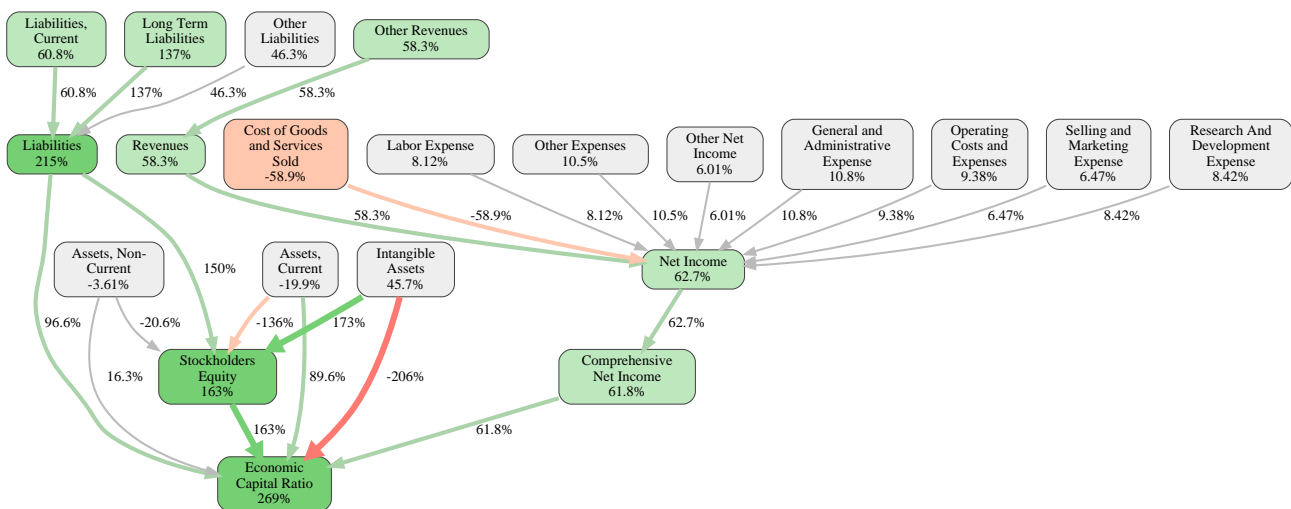 Liabilities,
Current
60.8%
Long Term
Liabilities
137%
Other
Liabilities
46.3%
Other Revenues
58.3%
60.8%
137%
46.3%
58.3%
Liabilities
215%
Revenues
58.3%
Cost of Goods
and Services
Sold
-58.9%
Labor Expense
8.12%
Other Expenses
10.5%
Other Net
Income
6.01%
General and
Administrative
Expense
10.8%
Operating
Costs and
Expenses
9.38%
Selling and
Marketing
Expense
6.47%
Research And
Development
Expense
8.42%
58.3%
-58.9%
8.12%
10.5%
6.01%
10.8%
9.38%
6.47%
8.42%
Assets, Non-
Current
-3.61%
150%
Assets,
Current
-19.9%
Intangible
Assets
45.7%
Net Income
62.7%
96.6%
-20.6%
-136%
173%
62.7%
16.3%
Stockholders
Equity
163%
89.6%
-206%
Comprehensive
Net Income
61.8%
163%
61.8%
Economic
Capital Ratio
269%